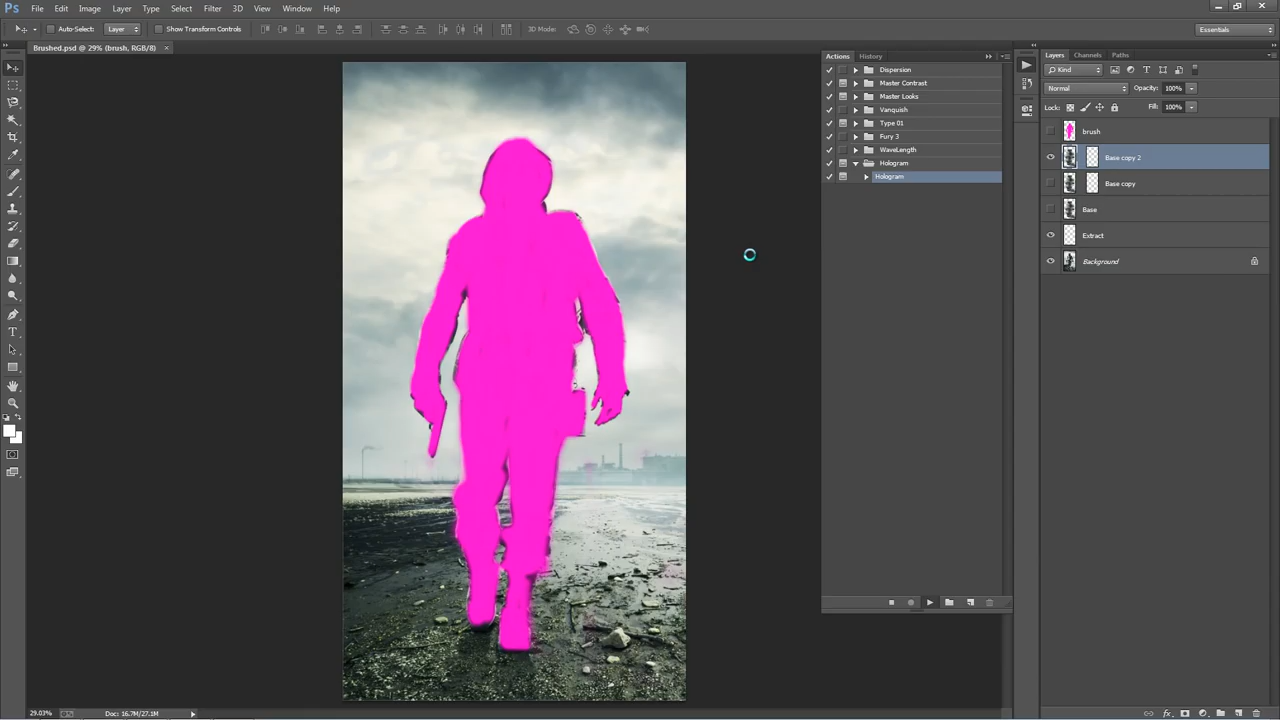 Ps File Edit Image Layer Type Select Filter 3D View Window Help
Auto-Select: Layer Show Transform Controls 3D Mode: Essentials
Brushed.psd @ 29% (brush, RGB/8) ×
Actions History
Dispersion
Master Contrast
Master Looks
Vanquish
Type 01
Fury 3
WaveLength
Hologram
Hologram
Layers Channels Paths
Kind
Normal Opacity: 100%
Lock: Fill: 100%
brush
Base copy 2
Base copy
Base
Extract
Background
29.03% Doc: 16.7M/27.1M